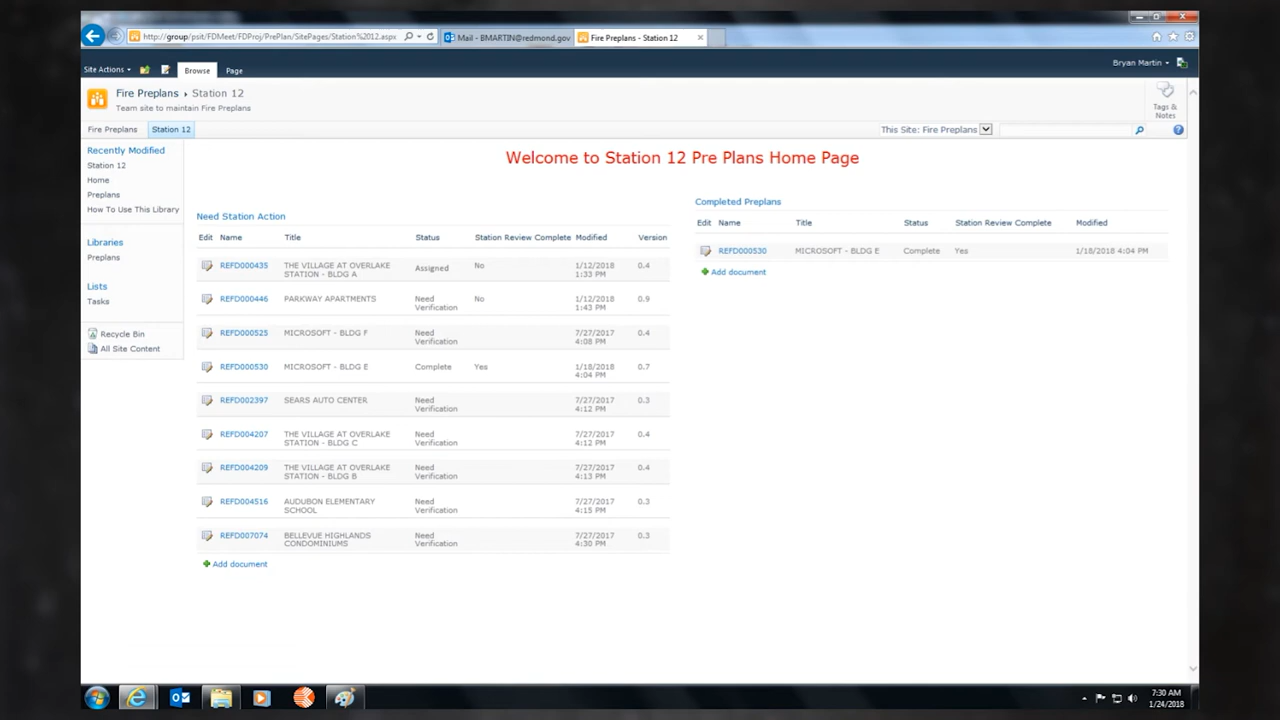 http://group/psit/FDMeet/FDProj/PrePlan/SitePages/Station%2012.aspx
Mail - BMARTIN@redmond.gov
Fire Preplans - Station 12
Site Actions
Browse
Page
Bryan Martin
Fire Preplans
Station 12
Team site to maintain Fire Preplans
Tags & Notes
Fire Preplans
Station 12
This Site: Fire Preplans
Recently Modified
Station 12
Home
Preplans
How To Use This Library
Libraries
Preplans
Lists
Tasks
Recycle Bin
All Site Content
Welcome to Station 12 Pre Plans Home Page
Need Station Action
Edit Name Title Status Station Review Complete Modified Version
REFD000435 THE VILLAGE AT OVERLAKE STATION - BLDG A Assigned No 1/12/2018 1:33 PM 0.4
REFD000446 PARKWAY APARTMENTS Need Verification No 1/12/2018 1:43 PM 0.9
REFD000525 MICROSOFT - BLDG F Need Verification 7/27/2017 4:08 PM 0.4
REFD000530 MICROSOFT - BLDG E Complete Yes 1/18/2018 4:04 PM 0.7
REFD002397 SEARS AUTO CENTER Need Verification 7/27/2017 4:12 PM 0.3
REFD004207 THE VILLAGE AT OVERLAKE STATION - BLDG C Need Verification 7/27/2017 4:12 PM 0.4
REFD004209 THE VILLAGE AT OVERLAKE STATION - BLDG B Need Verification 7/27/2017 4:13 PM 0.4
REFD004516 AUDUBON ELEMENTARY SCHOOL Need Verification 7/27/2017 4:15 PM 0.3
REFD007074 BELLEVUE HIGHLANDS CONDOMINIUMS Need Verification 7/27/2017 4:30 PM 0.3
Add document
Completed Preplans
Edit Name Title Status Station Review Complete Modified
REFD000530 MICROSOFT - BLDG E Complete Yes 1/18/2018 4:04 PM
Add document
7:30 AM
1/24/2018